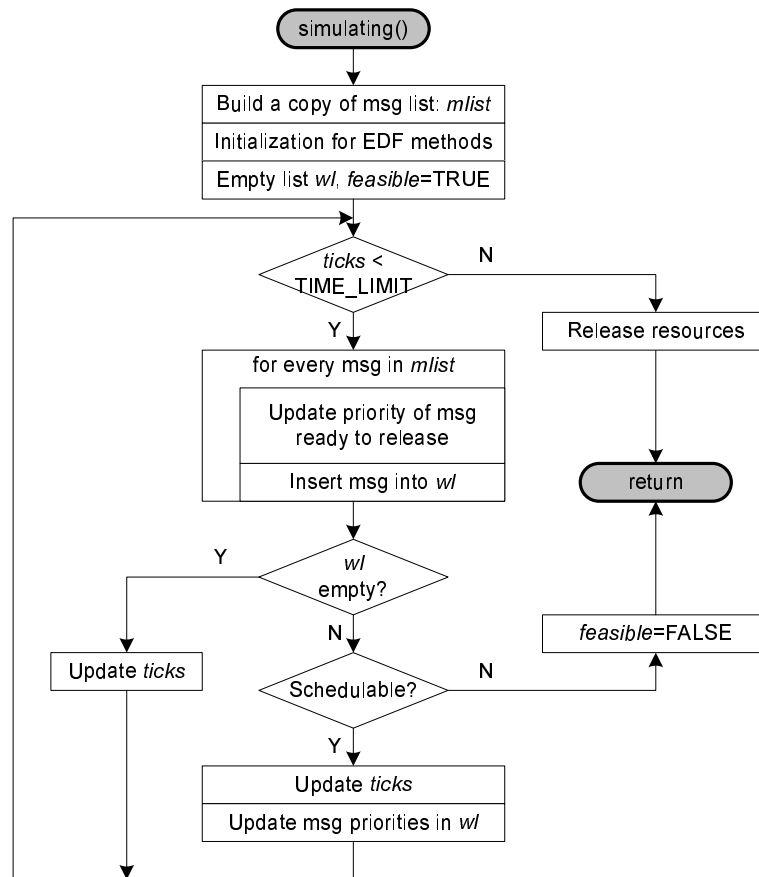 simulating()
Build a copy of msg list: mlist
Initialization for EDF methods
Empty list wl, feasible=TRUE
ticks <
TIME_LIMIT
N
Y
Release resources
for every msg in mlist
Update priority of msg
ready to release
Insert msg into wl
return
Y
wl
empty?
N
feasible=FALSE
Update ticks
Schedulable?
N
Y
Update ticks
Update msg priorities in wl